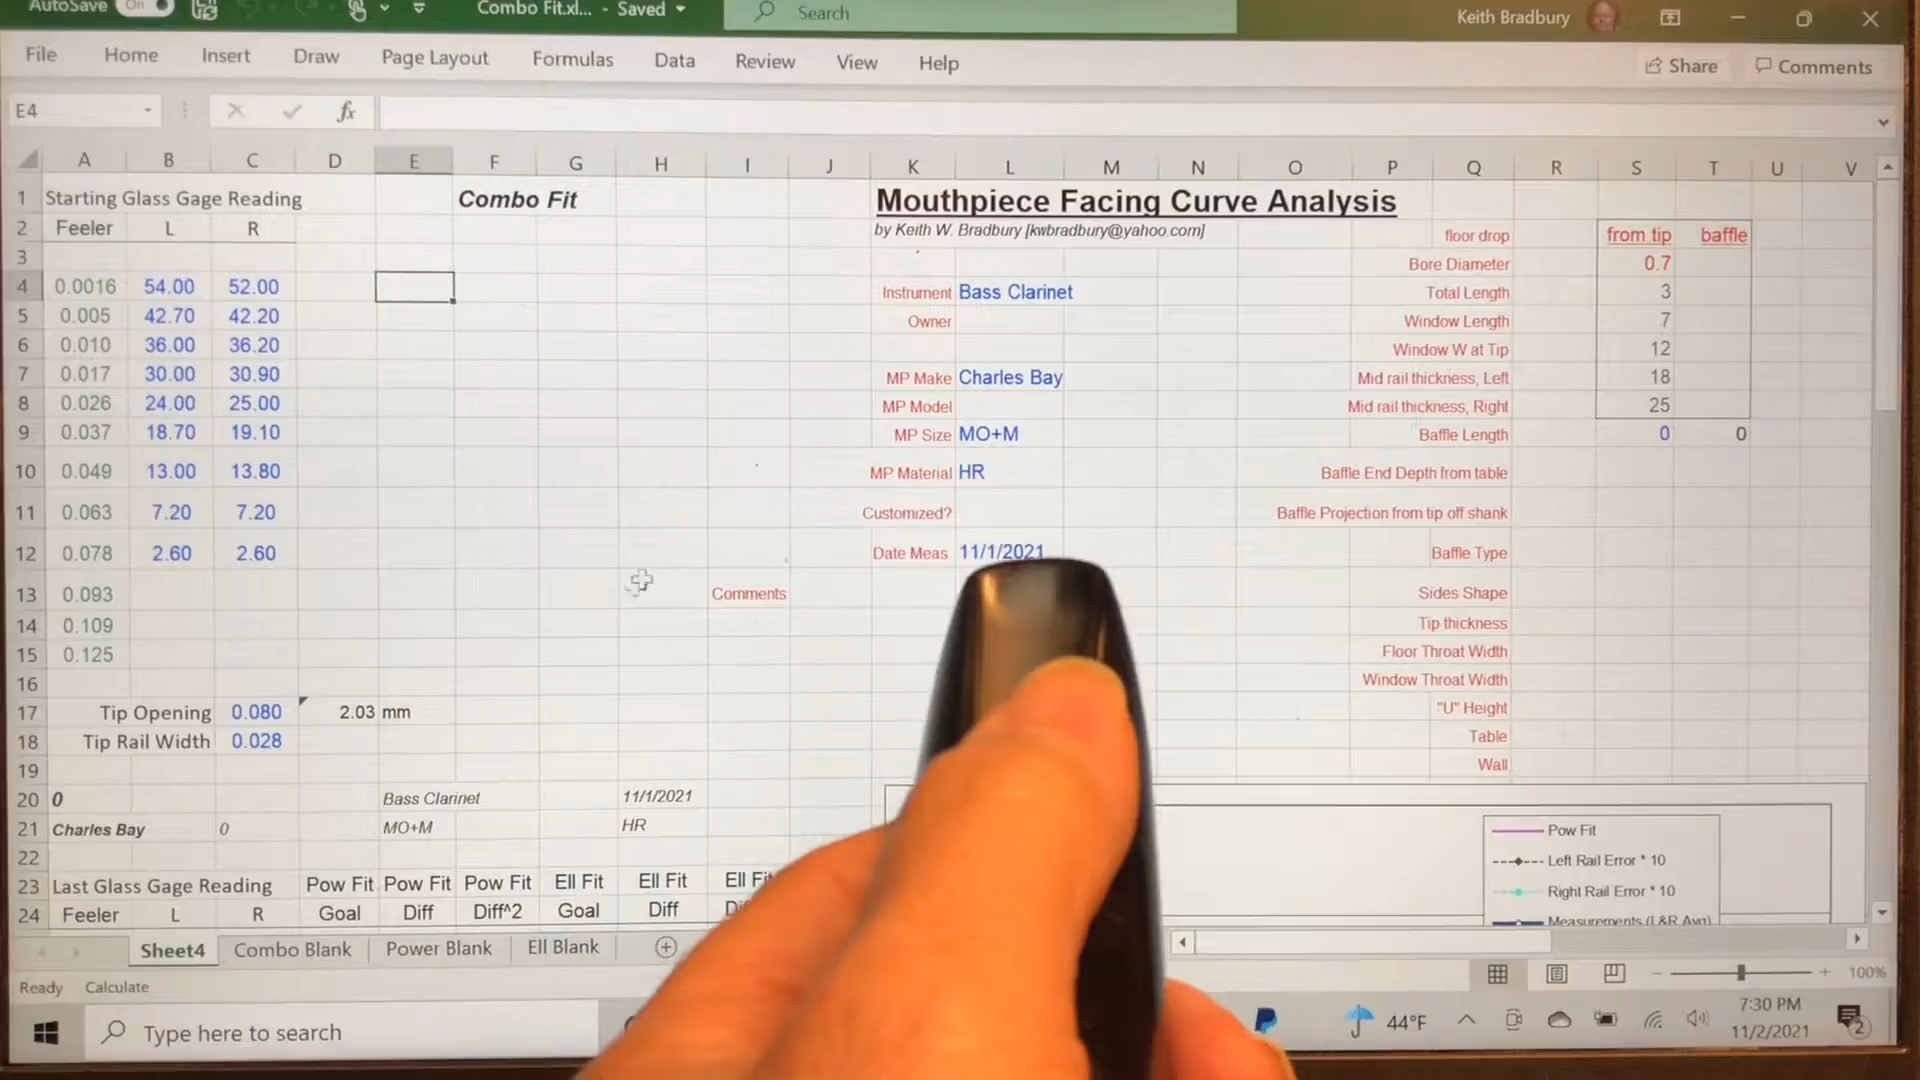 AutoSave On Combo Fit.xl... - Saved Search Keith Bradbury
File Home Insert Draw Page Layout Formulas Data Review View Help Share Comments
E4 fx
A B C D E F G H I J K L M N O P Q R S T U V
1 Starting Glass Gage Reading Combo Fit Mouthpiece Facing Curve Analysis
2 Feeler L R by Keith W. Bradbury [kwbradbury@yahoo.com] floor drop from tip baffle
3 Bore Diameter 0.7
4 0.0016 54.00 52.00 Instrument Bass Clarinet Total Length 3
5 0.005 42.70 42.20 Owner Window Length 7
6 0.010 36.00 36.20 Window W at Tip 12
7 0.017 30.00 30.90 MP Make Charles Bay Mid rail thickness, Left 18
8 0.026 24.00 25.00 MP Model Mid rail thickness, Right 25
9 0.037 18.70 19.10 MP Size MO+M Baffle Length 0 0
10 0.049 13.00 13.80 MP Material HR Baffle End Depth from table
11 0.063 7.20 7.20 Customized? Baffle Projection from tip off shank
12 0.078 2.60 2.60 Date Meas. 11/1/2021 Baffle Type
13 0.093 Comments Sides Shape
14 0.109 Tip thickness
15 0.125 Floor Throat Width
16 Window Throat Width
17 Tip Opening 0.080 2.03 mm "U" Height
18 Tip Rail Width 0.028 Table
19 Wall
20 0 Bass Clarinet 11/1/2021
21 Charles Bay 0 MO+M HR Pow Fit
22 Left Rail Error * 10
23 Last Glass Gage Reading Pow Fit Pow Fit Pow Fit Ell Fit Ell Fit Ell Fit Right Rail Error * 10
24 Feeler L R Goal Diff Diff^2 Goal Diff Measurements (L&R Avg)
Sheet4 Combo Blank Power Blank Ell Blank
Ready Calculate 100%
Type here to search 44°F 7:30 PM
11/2/2021 2